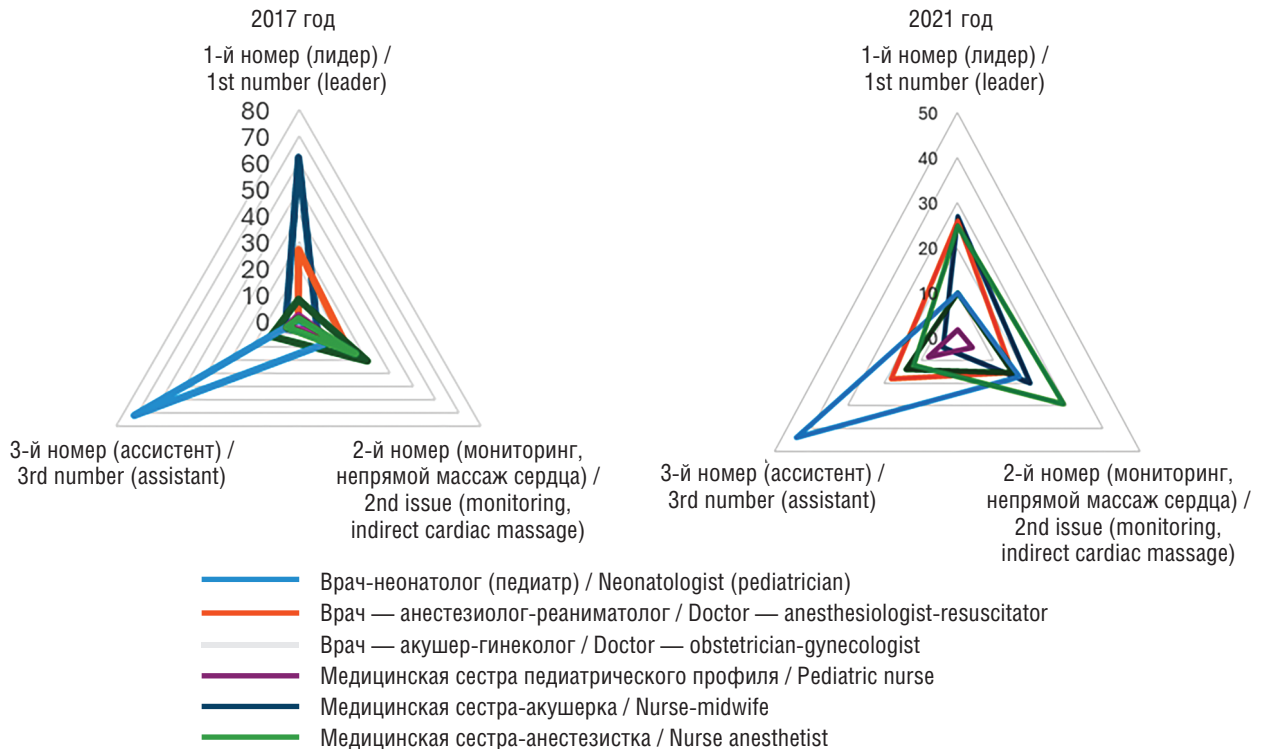 2017 год
1-й номер (лидер) /
1st number (leader)
80
70
60
50
40
30
20
10
0
3-й номер (ассистент) /
3rd number (assistant)
2-й номер (мониторинг,
непрямой массаж сердца) /
2nd issue (monitoring,
indirect cardiac massage)
2021 год
1-й номер (лидер) /
1st number (leader)
50
40
30
20
10
0
3-й номер (ассистент) /
3rd number (assistant)
2-й номер (мониторинг,
непрямой массаж сердца) /
2nd issue (monitoring,
indirect cardiac massage)
Врач-неонатолог (педиатр) / Neonatologist (pediatrician)
Врач — анестезиолог-реаниматолог / Doctor — anesthesiologist-resuscitator
Врач — акушер-гинеколог / Doctor — obstetrician-gynecologist
Медицинская сестра педиатрического профиля / Pediatric nurse
Медицинская сестра-акушерка / Nurse-midwife
Медицинская сестра-анестезистка / Nurse anesthetist